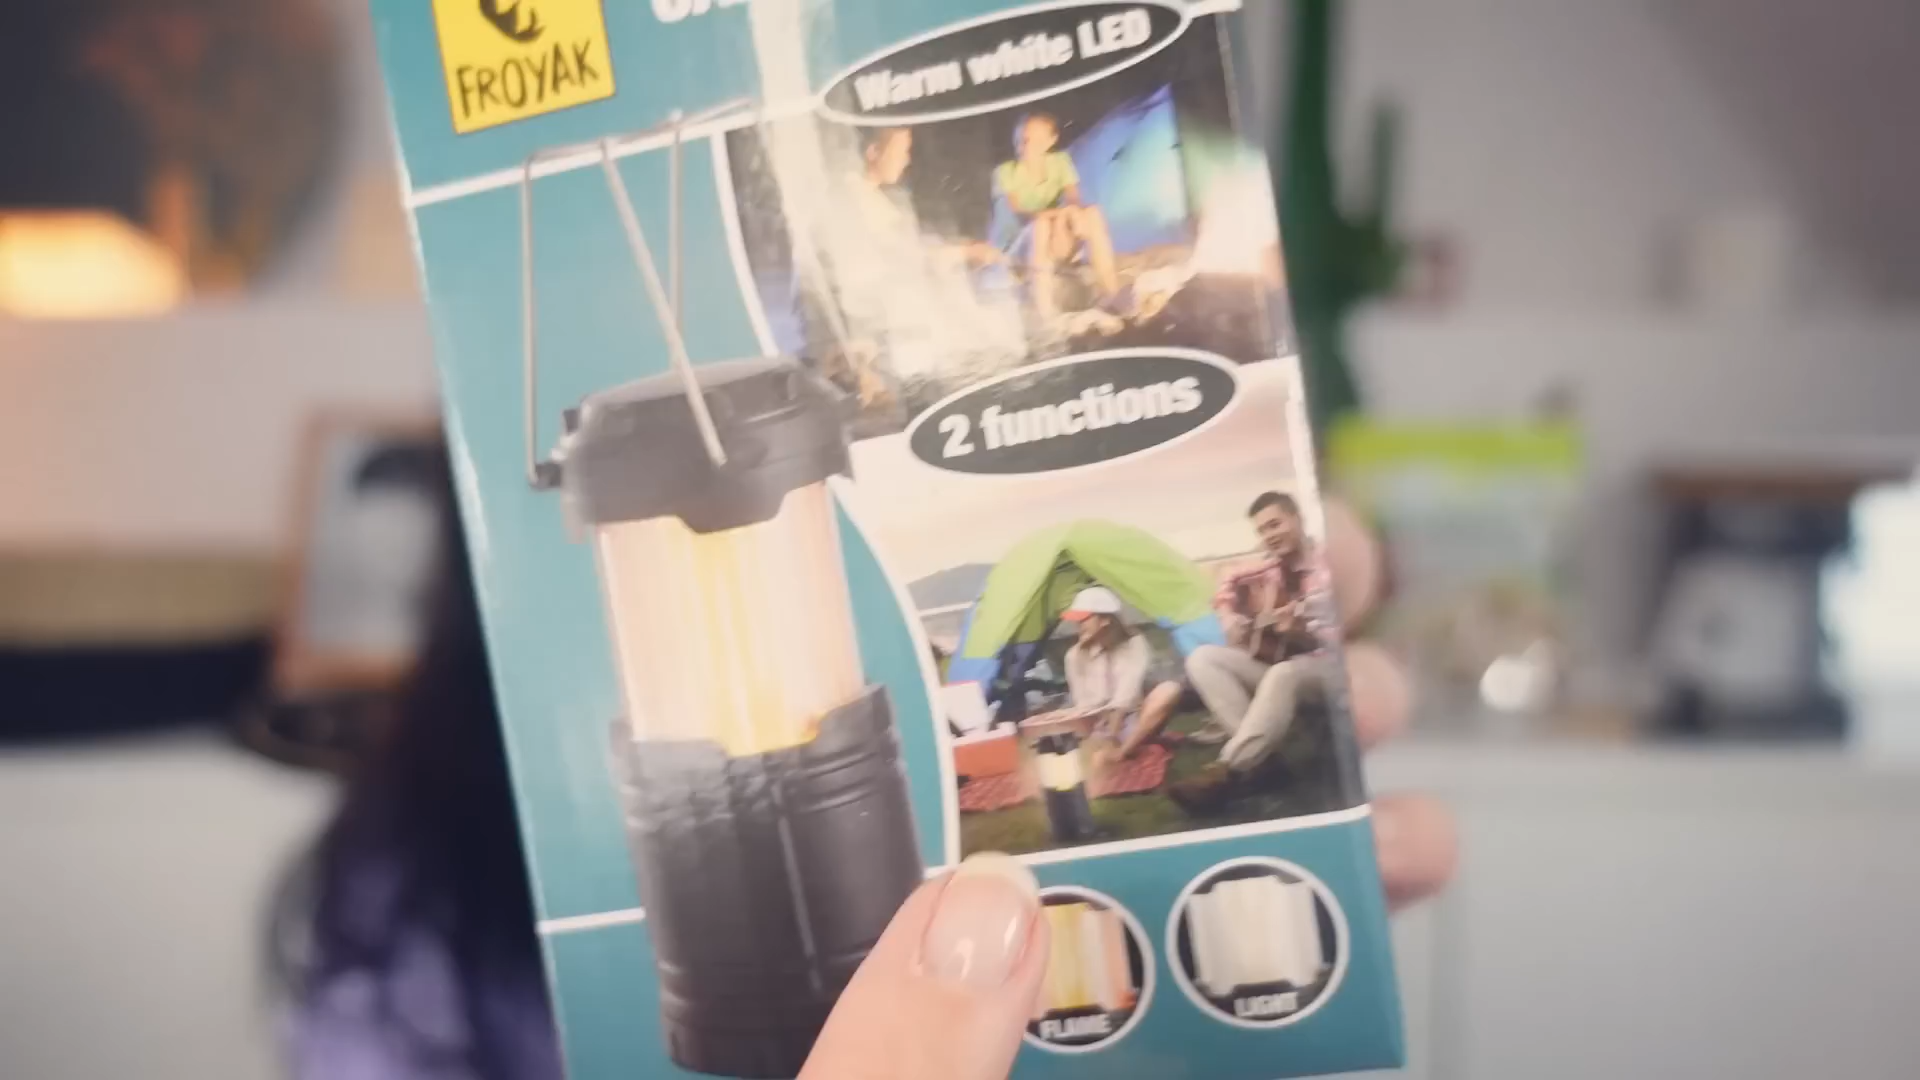 FROYAK
Warm white LED
2 functions
FLAME
LIGHT